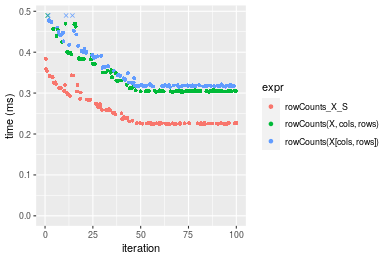 0.5
0.4
0.3
0.2
0.1
0.0
time (ms)
0
25
50
75
100
iteration
expr
rowCounts_X_S
rowCounts(X, cols, rows)
rowCounts(X[cols, rows])